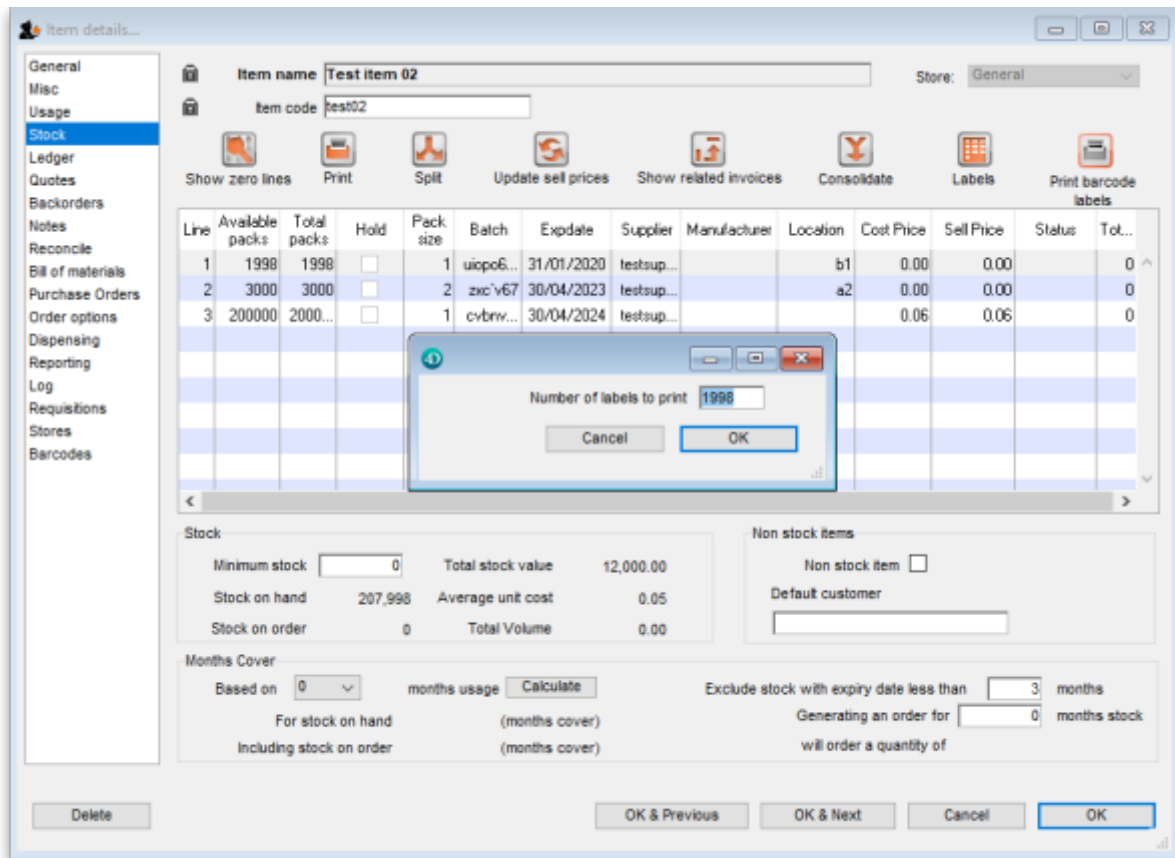 Item details...
General
Misc
Usage
Stock
Ledger
Quotes
Backorders
Notes
Reconcile
Bill of materials
Purchase Orders
Order options
Dispensing
Reporting
Log
Requisitions
Stores
Barcodes
Item name Test item 02 Store: General
Item code test02
Show zero lines Print Split Update sell prices Show related invoices Consolidate Labels Print barcode labels
Line Available packs Total packs Hold Pack size Batch Expdate Supplier Manufacturer Location Cost Price Sell Price Status Tot...
1 1998 1998 1 uiopo6... 31/01/2020 testsup... b1 0.00 0.00 0
2 3000 3000 2 zxc`v67 30/04/2023 testsup... a2 0.00 0.00 0
3 200000 2000... 1 cvbnv... 30/04/2024 testsup... 0.06 0.06 0
Number of labels to print 1998
Cancel OK
Stock
Minimum stock 0 Total stock value 12,000.00
Stock on hand 207,998 Average unit cost 0.05
Stock on order 0 Total Volume 0.00
Non stock items
Non stock item
Default customer
Months Cover
Based on 0 months usage Calculate Exclude stock with expiry date less than 3 months
For stock on hand (months cover) Generating an order for 0 months stock
Including stock on order (months cover) will order a quantity of
Delete OK & Previous OK & Next Cancel OK